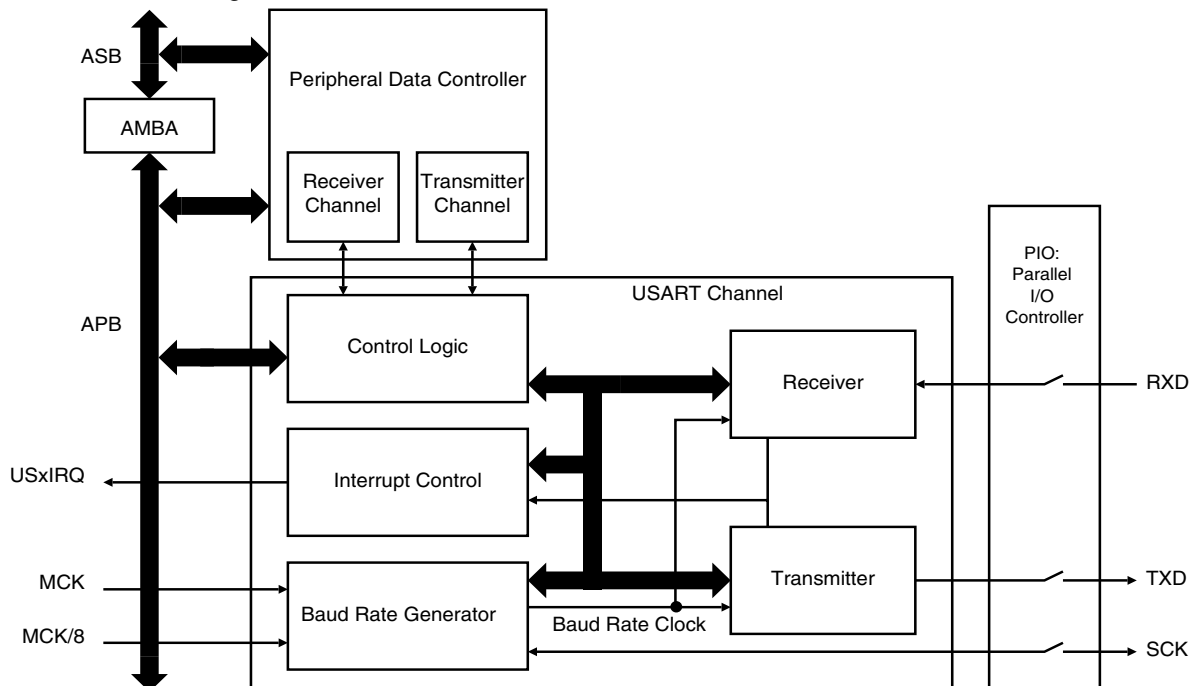 ASB
Peripheral Data Controller
AMBA
Receiver
Channel
Transmitter
Channel
PIO:
Parallel
I/O
Controller
USART Channel
APB
Control Logic
Receiver
RXD
USxIRQ
Interrupt Control
MCK
Baud Rate Generator
Transmitter
TXD
Baud Rate Clock
MCK/8
SCK